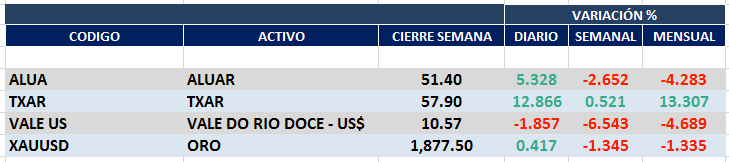 VARIACIÓN %
CODIGO ACTIVO CIERRE SEMANA DIARIO SEMANAL MENSUAL
ALUA ALUAR 51.40 5.328 -2.652 -4.283
TXAR TXAR 57.90 12.866 0.521 13.307
VALE US VALE DO RIO DOCE - US$ 10.57 -1.857 -6.543 -4.689
XAUUSD ORO 1,877.50 0.417 -1.345 -1.335